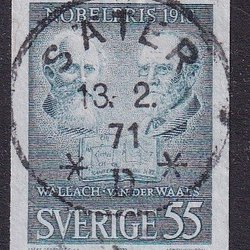 NOBELPRIS 1910
SÄTER
13. 2.
71
WALLACH · VAN DER WAALS
SVERIGE 55